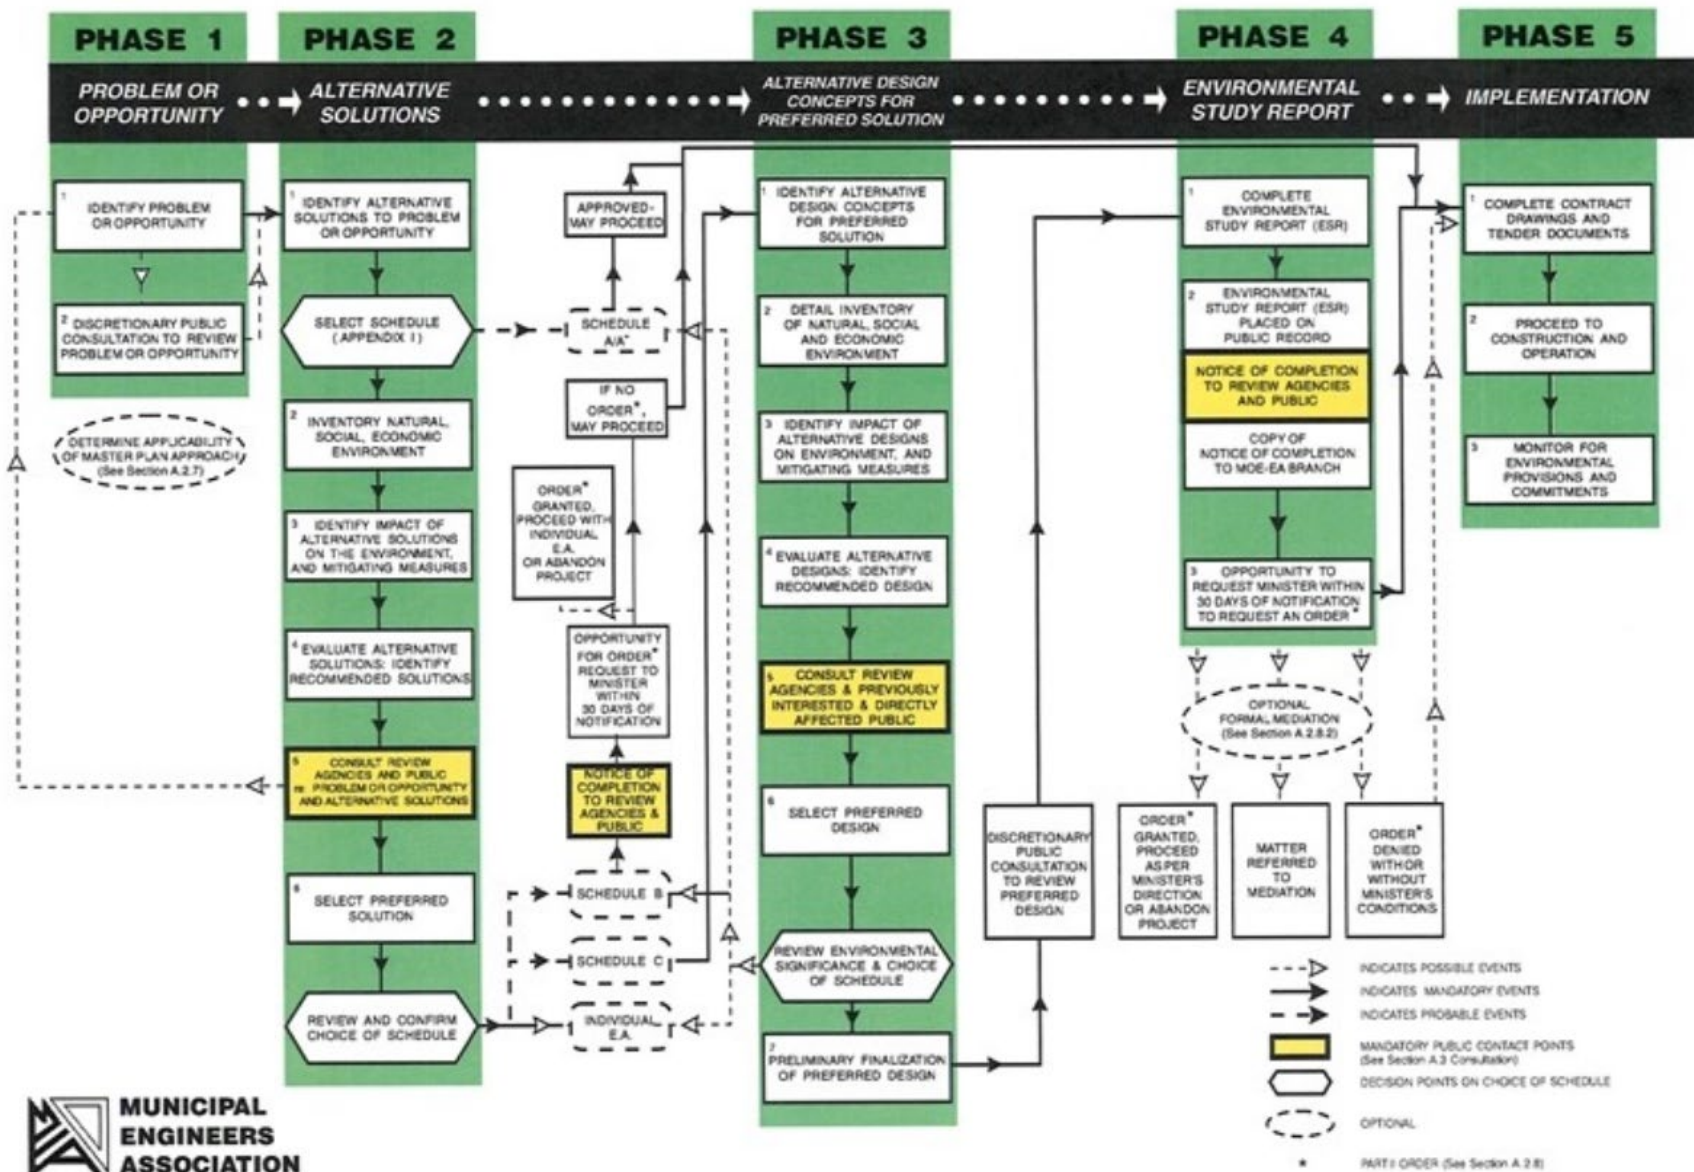 PHASE 1
PHASE 2
PHASE 3
PHASE 4
PHASE 5
PROBLEM OR
OPPORTUNITY
ALTERNATIVE
SOLUTIONS
ALTERNATIVE DESIGN
CONCEPTS FOR
PREFERRED SOLUTION
ENVIRONMENTAL
STUDY REPORT
IMPLEMENTATION
1
IDENTIFY PROBLEM
OR OPPORTUNITY
2 DISCRETIONARY PUBLIC
CONSULTATION TO REVIEW
PROBLEM OR OPPORTUNITY
DETERMINE APPLICABILITY
OF MASTER PLAN APPROACH
(See Section A.2.7)
1 IDENTIFY ALTERNATIVE
SOLUTIONS TO PROBLEM
OR OPPORTUNITY
SELECT SCHEDULE
(APPENDIX I)
2
INVENTORY NATURAL,
SOCIAL, ECONOMIC
ENVIRONMENT
3 IDENTIFY IMPACT OF
ALTERNATIVE SOLUTIONS
ON THE ENVIRONMENT,
AND MITIGATING MEASURES
4 EVALUATE ALTERNATIVE
SOLUTIONS: IDENTIFY
RECOMMENDED SOLUTIONS
5 CONSULT REVIEW
AGENCIES AND PUBLIC
re: PROBLEM OR OPPORTUNITY
AND ALTERNATIVE SOLUTIONS
6
SELECT PREFERRED
SOLUTION
REVIEW AND CONFIRM
CHOICE OF SCHEDULE
APPROVED-
MAY PROCEED
SCHEDULE
A/A+
IF NO
ORDER*,
MAY PROCEED
ORDER*
GRANTED,
PROCEED WITH
INDIVIDUAL
E.A.
OR ABANDON
PROJECT
OPPORTUNITY
FOR ORDER*
REQUEST TO
MINISTER
WITHIN
30 DAYS OF
NOTIFICATION
NOTICE OF
COMPLETION
TO REVIEW
AGENCIES &
PUBLIC
SCHEDULE B
SCHEDULE C
INDIVIDUAL
E.A.
1 IDENTIFY ALTERNATIVE
DESIGN CONCEPTS
FOR PREFERRED
SOLUTION
2 DETAIL INVENTORY
OF NATURAL, SOCIAL
AND ECONOMIC
ENVIRONMENT
3 IDENTIFY IMPACT OF
ALTERNATIVE DESIGNS
ON ENVIRONMENT, AND
MITIGATING MEASURES
4 EVALUATE ALTERNATIVE
DESIGNS: IDENTIFY
RECOMMENDED DESIGN
5 CONSULT REVIEW
AGENCIES & PREVIOUSLY
INTERESTED & DIRECTLY
AFFECTED PUBLIC
6
SELECT PREFERRED
DESIGN
REVIEW ENVIRONMENTAL
SIGNIFICANCE & CHOICE
OF SCHEDULE
7
PRELIMINARY FINALIZATION
OF PREFERRED DESIGN
DISCRETIONARY
PUBLIC
CONSULTATION
TO REVIEW
PREFERRED
DESIGN
1
COMPLETE
ENVIRONMENTAL
STUDY REPORT (ESR)
2 ENVIRONMENTAL
STUDY REPORT (ESR)
PLACED ON
PUBLIC RECORD
NOTICE OF COMPLETION
TO REVIEW AGENCIES
AND PUBLIC
COPY OF
NOTICE OF COMPLETION
TO MOE-EA BRANCH
3 OPPORTUNITY TO
REQUEST MINISTER WITHIN
30 DAYS OF NOTIFICATION
TO REQUEST AN ORDER*
OPTIONAL
FORMAL MEDIATION
(See Section A.2.8.2)
ORDER*
GRANTED,
PROCEED
AS PER
MINISTER'S
DIRECTION
OR ABANDON
PROJECT
MATTER
REFERRED
TO
MEDIATION
ORDER*
DENIED
WITH OR
WITHOUT
MINISTER'S
CONDITIONS
1
COMPLETE CONTRACT
DRAWINGS AND
TENDER DOCUMENTS
2
PROCEED TO
CONSTRUCTION AND
OPERATION
3
MONITOR FOR
ENVIRONMENTAL
PROVISIONS AND
COMMITMENTS
INDICATES POSSIBLE EVENTS
INDICATES MANDATORY EVENTS
INDICATES PROBABLE EVENTS
MANDATORY PUBLIC CONTACT POINTS
(See Section A.3 Consultation)
DECISION POINTS ON CHOICE OF SCHEDULE
OPTIONAL
* PART II ORDER (See Section A.2.8)
MUNICIPAL
ENGINEERS
ASSOCIATION